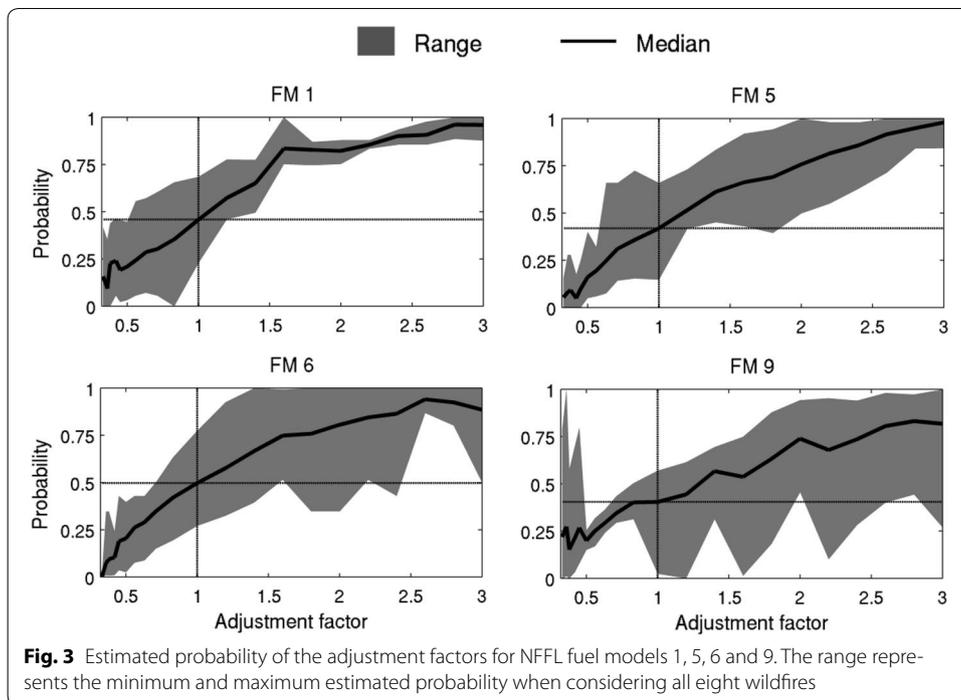 Range Median
FM 1
Probability
1
0.75
0.5
0.25
0
0.5 1 1.5 2 2.5 3
FM 5
1
0.75
0.5
0.25
0
0.5 1 1.5 2 2.5 3
FM 6
Probability
1
0.75
0.5
0.25
0
0.5 1 1.5 2 2.5 3
Adjustment factor
FM 9
1
0.75
0.5
0.25
0
0.5 1 1.5 2 2.5 3
Adjustment factor
Fig. 3 Estimated probability of the adjustment factors for NFFL fuel models 1, 5, 6 and 9. The range repre-
sents the minimum and maximum estimated probability when considering all eight wildfires